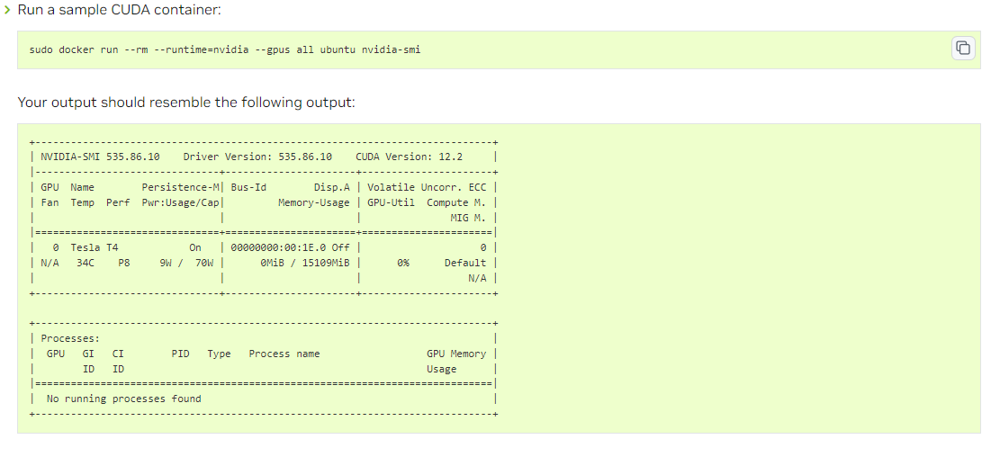 Run a sample CUDA container:
sudo docker run --rm --runtime=nvidia --gpus all ubuntu nvidia-smi
Your output should resemble the following output:
+-----------------------------------------------------------------------------+
| NVIDIA-SMI 535.86.10    Driver Version: 535.86.10    CUDA Version: 12.2     |
|-------------------------------+----------------------+----------------------+
| GPU  Name        Persistence-M| Bus-Id        Disp.A | Volatile Uncorr. ECC |
| Fan  Temp  Perf  Pwr:Usage/Cap|         Memory-Usage | GPU-Util  Compute M. |
|                               |                      |               MIG M. |
|===============================+======================+======================|
|   0  Tesla T4            On   | 00000000:00:1E.0 Off |                    0 |
| N/A   34C    P8     9W /  70W |      0MiB / 15109MiB |      0%      Default |
|                               |                      |                  N/A |
+-------------------------------+----------------------+----------------------+
+-----------------------------------------------------------------------------+
| Processes:                                                                  |
|  GPU   GI   CI        PID   Type   Process name                  GPU Memory |
|        ID   ID                                                   Usage      |
|=============================================================================|
|  No running processes found                                                 |
+-----------------------------------------------------------------------------+